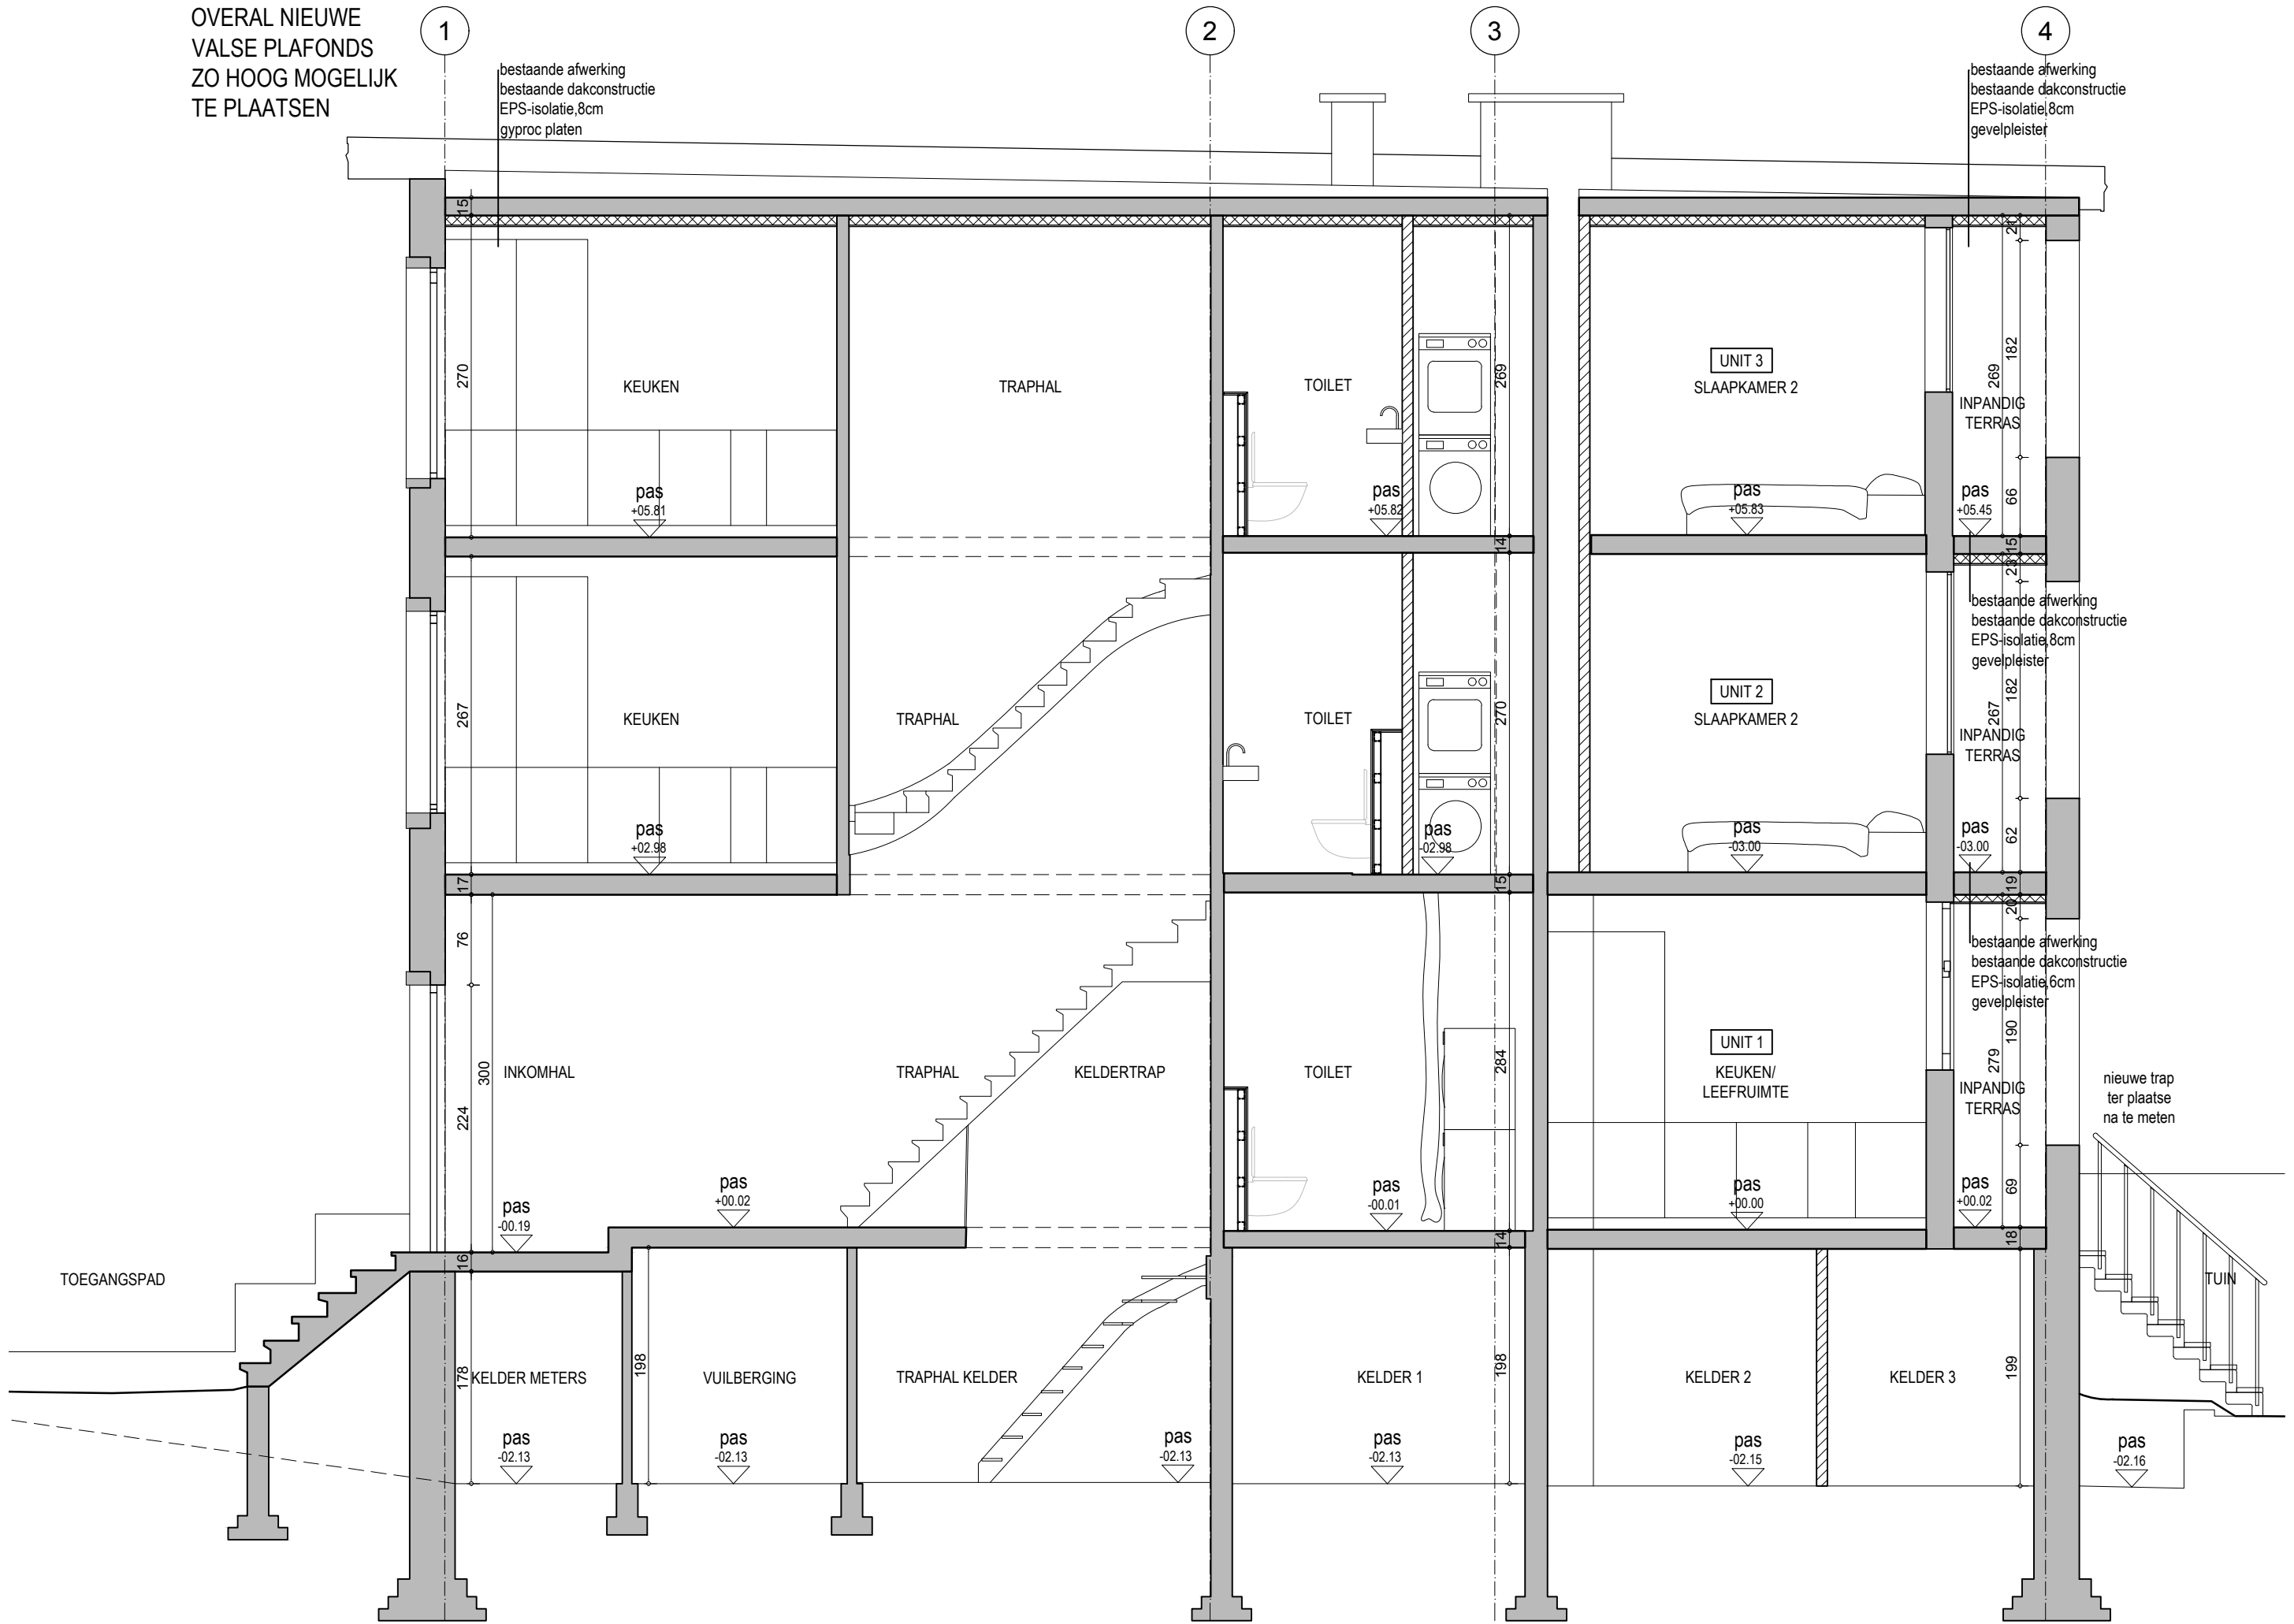 OVERAL NIEUWE
VALSE PLAFONDS
ZO HOOG MOGELIJK
TE PLAATSEN
1
2
3
4
bestaande afwerking
bestaande dakconstructie
EPS-isolatie,8cm
gyproc platen
bestaande afwerking
bestaande dakconstructie
EPS-isolatie,8cm
gevelpleister
15
21
270
KEUKEN
TRAPHAL
TOILET
269
UNIT 3
SLAAPKAMER 2
269
182
INPANDIG
TERRAS
pas
+05.81
pas
+05.82
pas
+05.83
pas
+05.45
66
14
15
23
bestaande afwerking
bestaande dakconstructie
EPS-isolatie,8cm
gevelpleister
267
KEUKEN
TRAPHAL
TOILET
270
UNIT 2
SLAAPKAMER 2
267
182
INPANDIG
TERRAS
pas
+02.98
pas
-02.98
pas
-03.00
pas
-03.00
62
17
15
19
20
76
bestaande afwerking
bestaande dakconstructie
EPS-isolatie,6cm
gevelpleister
300
224
INKOMHAL
TRAPHAL
KELDERTRAP
TOILET
284
UNIT 1
KEUKEN/
LEEFRUIMTE
279
190
INPANDIG
TERRAS
nieuwe trap
ter plaatse
na te meten
pas
-00.19
pas
+00.02
pas
-00.01
pas
+00.00
pas
+00.02
69
16
14
18
TOEGANGSPAD
TUIN
178
KELDER METERS
198
VUILBERGING
TRAPHAL KELDER
KELDER 1
198
KELDER 2
KELDER 3
199
pas
-02.13
pas
-02.13
pas
-02.13
pas
-02.13
pas
-02.15
pas
-02.16